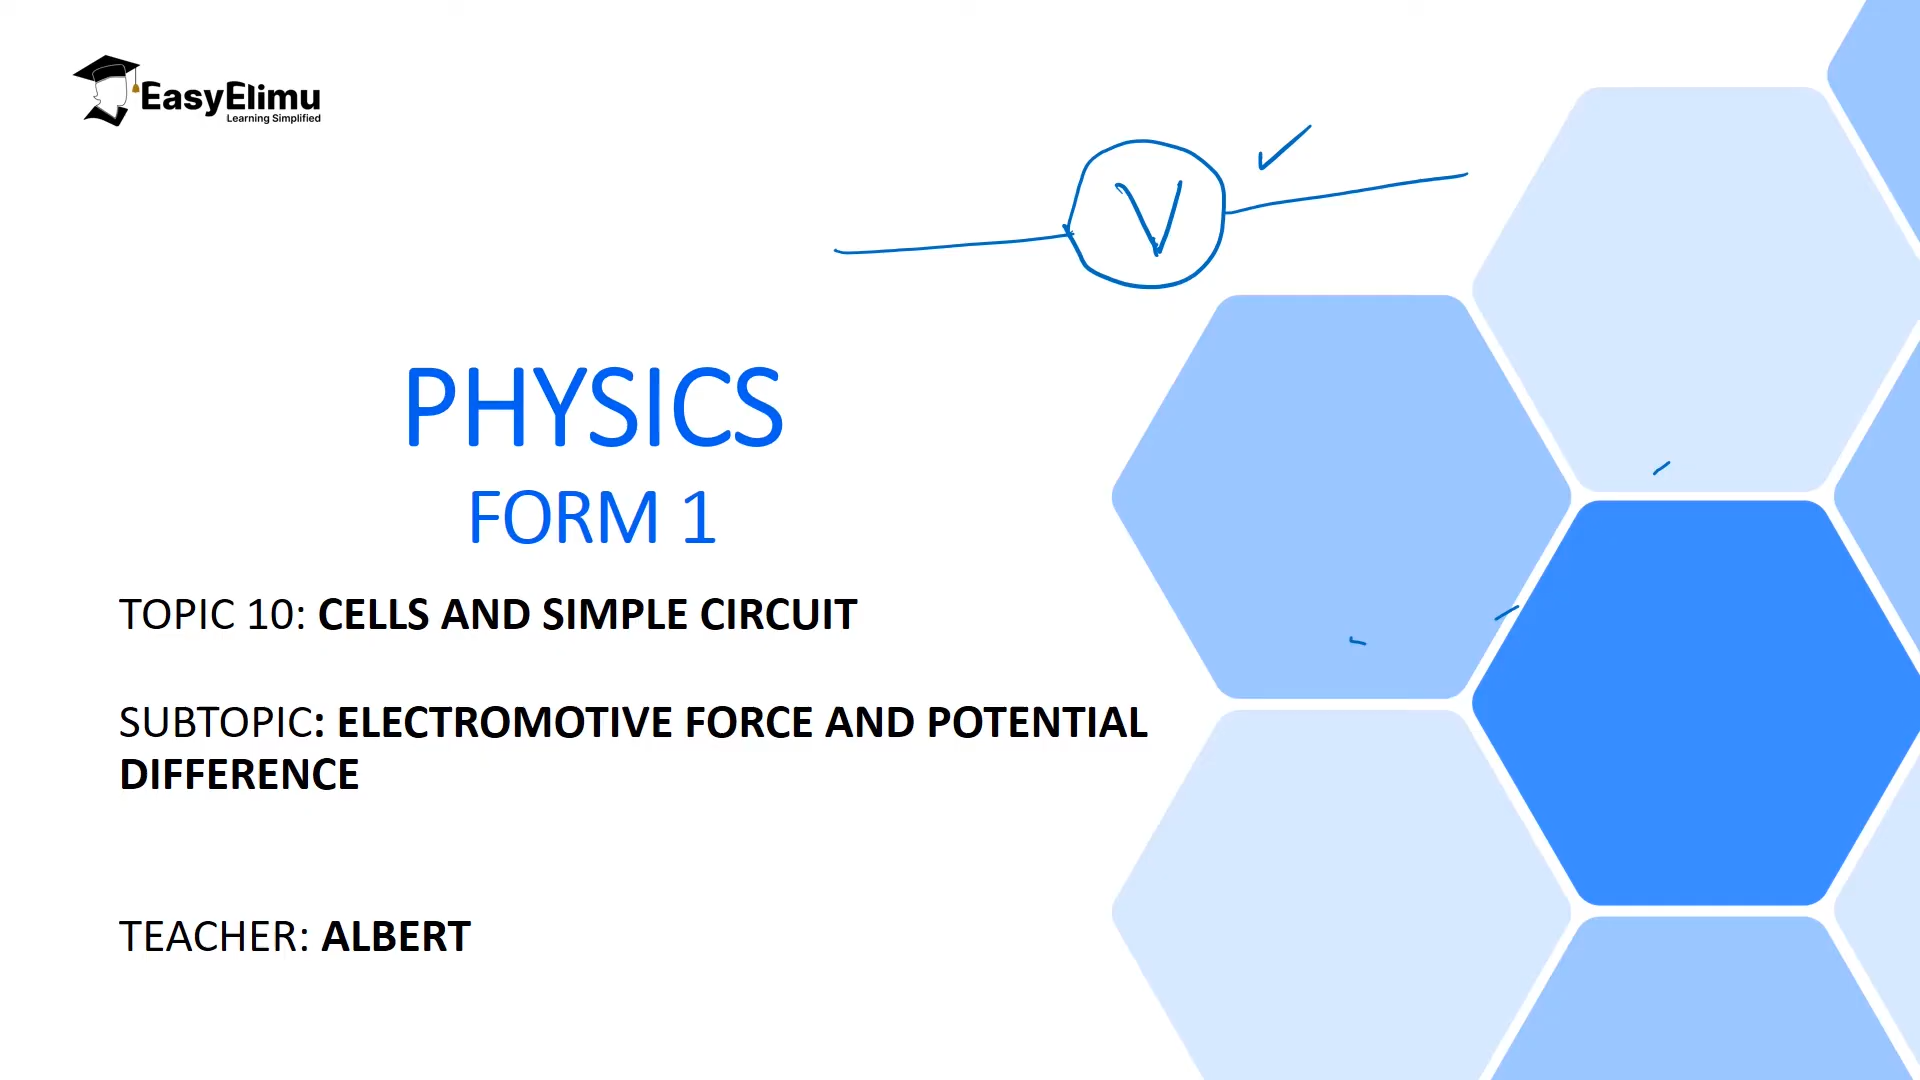 EasyElimu
Learning Simplified
V
PHYSICS
FORM 1
TOPIC 10: CELLS AND SIMPLE CIRCUIT
SUBTOPIC: ELECTROMOTIVE FORCE AND POTENTIAL
DIFFERENCE
TEACHER: ALBERT